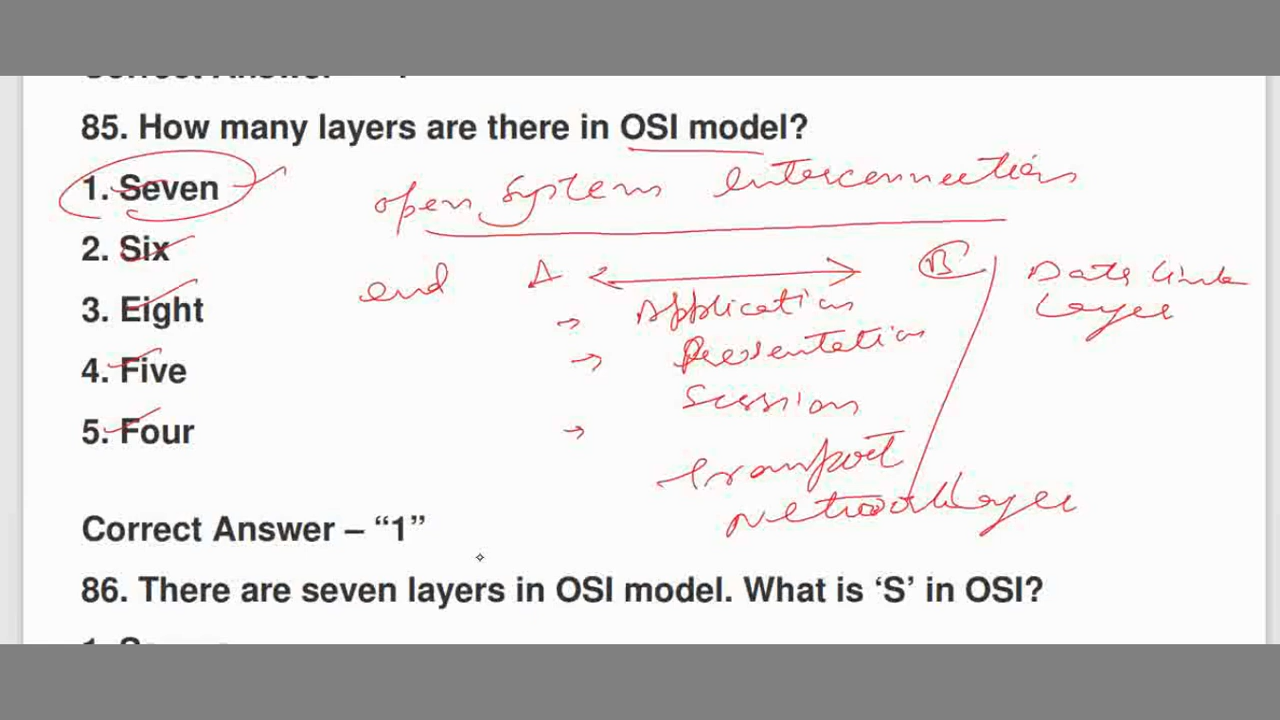 85. How many layers are there in OSI model?
1. Seven
open System Interconnection
2. Six
end A B
Data Link
Layer
3. Eight
Application
Presentation
4. Five
Session
5. Four
transport
network Layer
Correct Answer – “1”
86. There are seven layers in OSI model. What is ‘S’ in OSI?